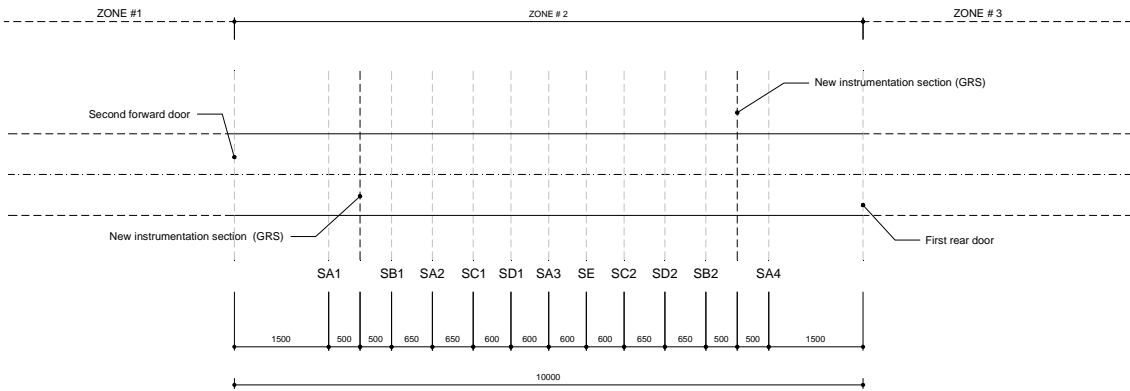 ZONE #1
ZONE # 2
ZONE # 3
New instrumentation section (GRS)
Second forward door
New instrumentation section (GRS)
First rear door
SA1 SB1 SA2 SC1 SD1 SA3 SE SC2 SD2 SB2 SA4
1500 500 500 650 650 600 600 600 600 650 650 500 500 1500
10000